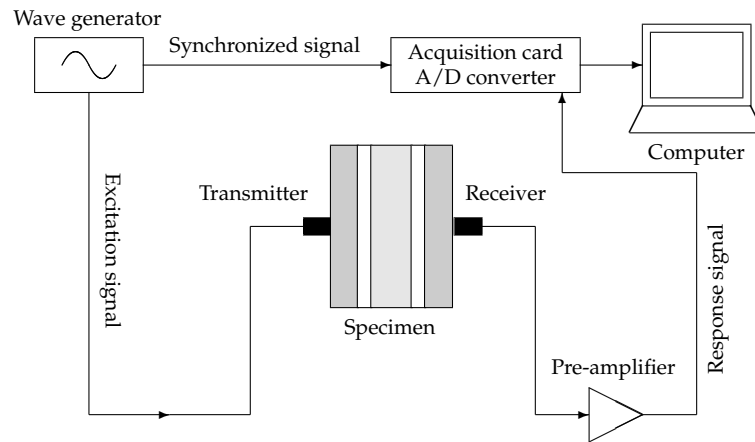 Wave generator
Synchronized signal
Acquisition card
A/D converter
Computer
Excitation signal
Transmitter
Receiver
Specimen
Pre-amplifier
Response signal